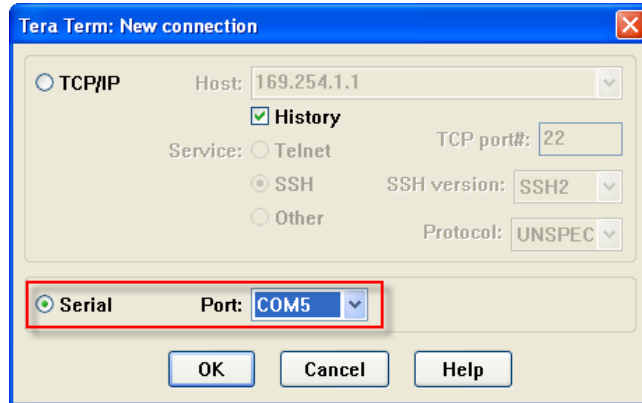 Tera Term: New connection
TCP/IP Host: 169.254.1.1
History
Service: Telnet TCP port#: 22
SSH SSH version: SSH2
Other Protocol: UNSPEC
Serial Port: COM5
OK Cancel Help